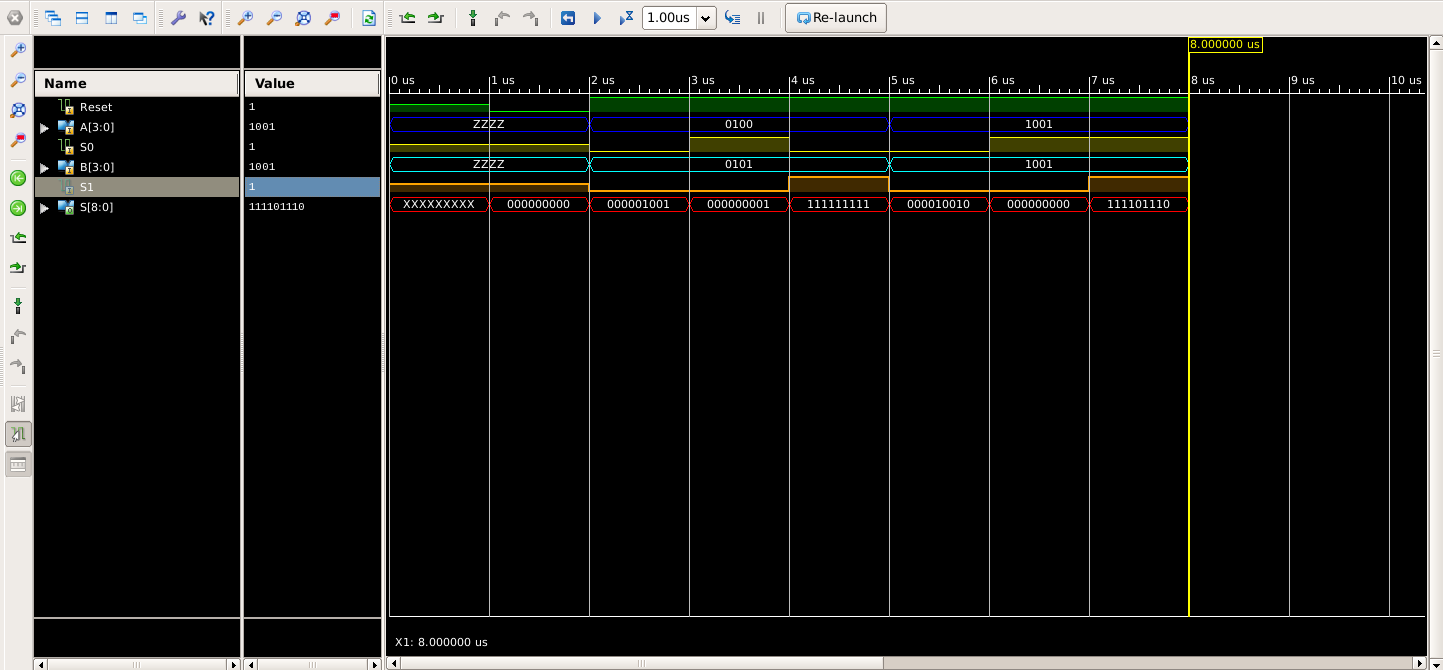 1.00us Re-launch
8.000000 us
Name Value
0 us 1 us 2 us 3 us 4 us 5 us 6 us 7 us 8 us 9 us 10 us
Reset 1
A[3:0] 1001 ZZZZ 0100 1001
S0 1
B[3:0] 1001 ZZZZ 0101 1001
S1 1
S[8:0] 111101110 XXXXXXXXX 000000000 000001001 000000001 111111111 000010010 000000000 111101110
X1: 8.000000 us